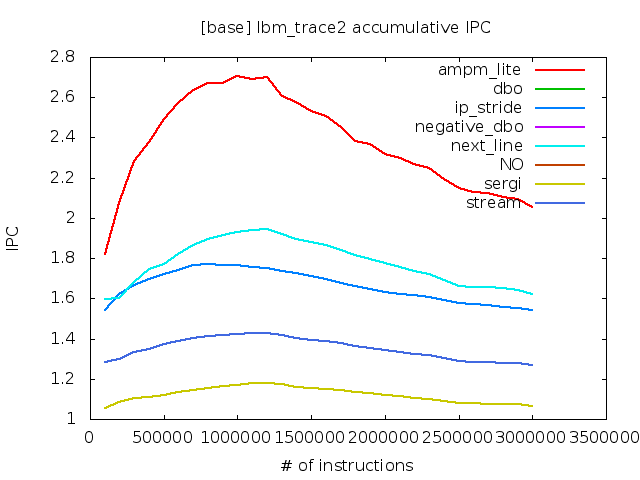 [base] lbm_trace2 accumulative IPC
IPC
2.8
2.6
2.4
2.2
2
1.8
1.6
1.4
1.2
1
ampm_lite
dbo
ip_stride
negative_dbo
next_line
NO
sergi
stream
0 500000 1000000 1500000 2000000 2500000 3000000 3500000
# of instructions